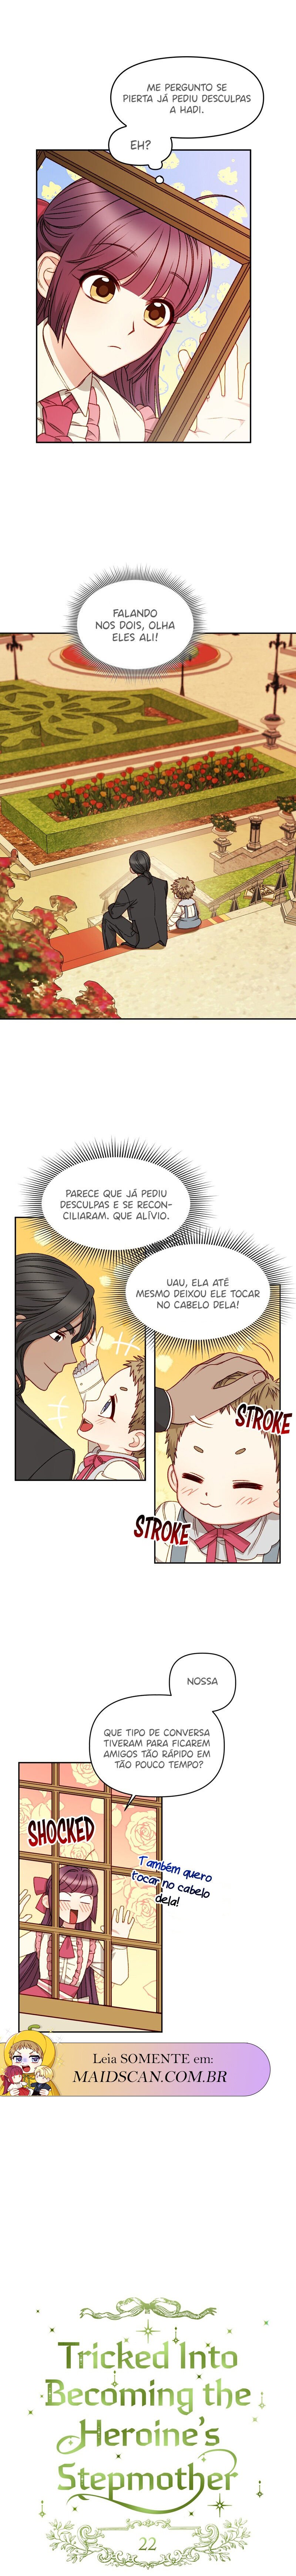 ME PERGUNTO SE
PIERTA JÁ PEDIU DESCULPAS
A HADI.
EH?
FALANDO
NOS DOIS, OLHA
ELES ALI!
PARECE QUE JÁ PEDIU
DESCULPAS E SE RECON-
CILIARAM. QUE ALÍVIO.
UAU, ELA ATÉ
MESMO DEIXOU ELE TOCAR
NO CABELO DELA!
STROKE
STROKE
NOSSA
QUE TIPO DE CONVERSA
TIVERAM PARA FICAREM
AMIGOS TÃO RÁPIDO EM
TÃO POUCO TEMPO?
SHOCKED
Também quero
tocar no cabelo
dela!
Leia SOMENTE em:
MAIDSCAN.COM.BR
Tricked Into
Becoming the
Heroine's
Stepmother
22